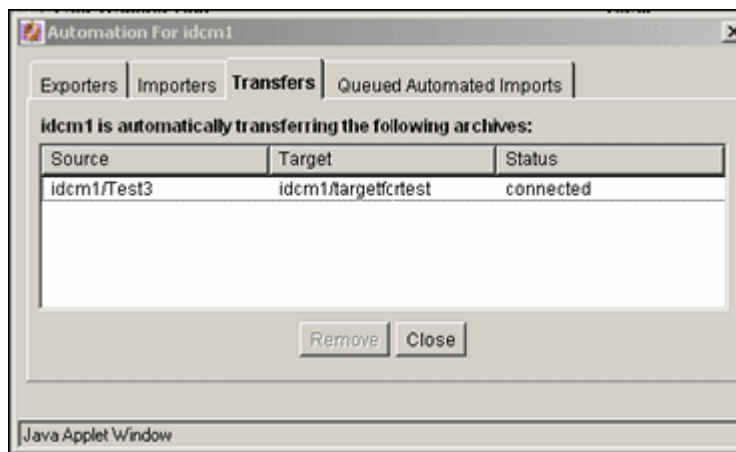 Automation For idcm1
Exporters Importers Transfers Queued Automated Imports
idcm1 is automatically transferring the following archives:
Source Target Status
idcm1/Test3 idcm1/targetfcrtest connected
Remove Close
Java Applet Window